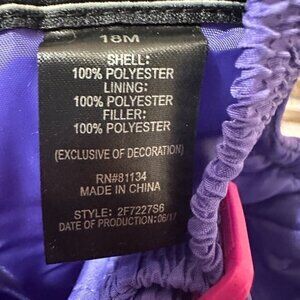 18M
SHELL:
100% POLYESTER
LINING:
100% POLYESTER
FILLER:
100% POLYESTER
(EXCLUSIVE OF DECORATION)
RN#81134
MADE IN CHINA
STYLE: 2F7227S6
DATE OF PRODUCTION: 06/17